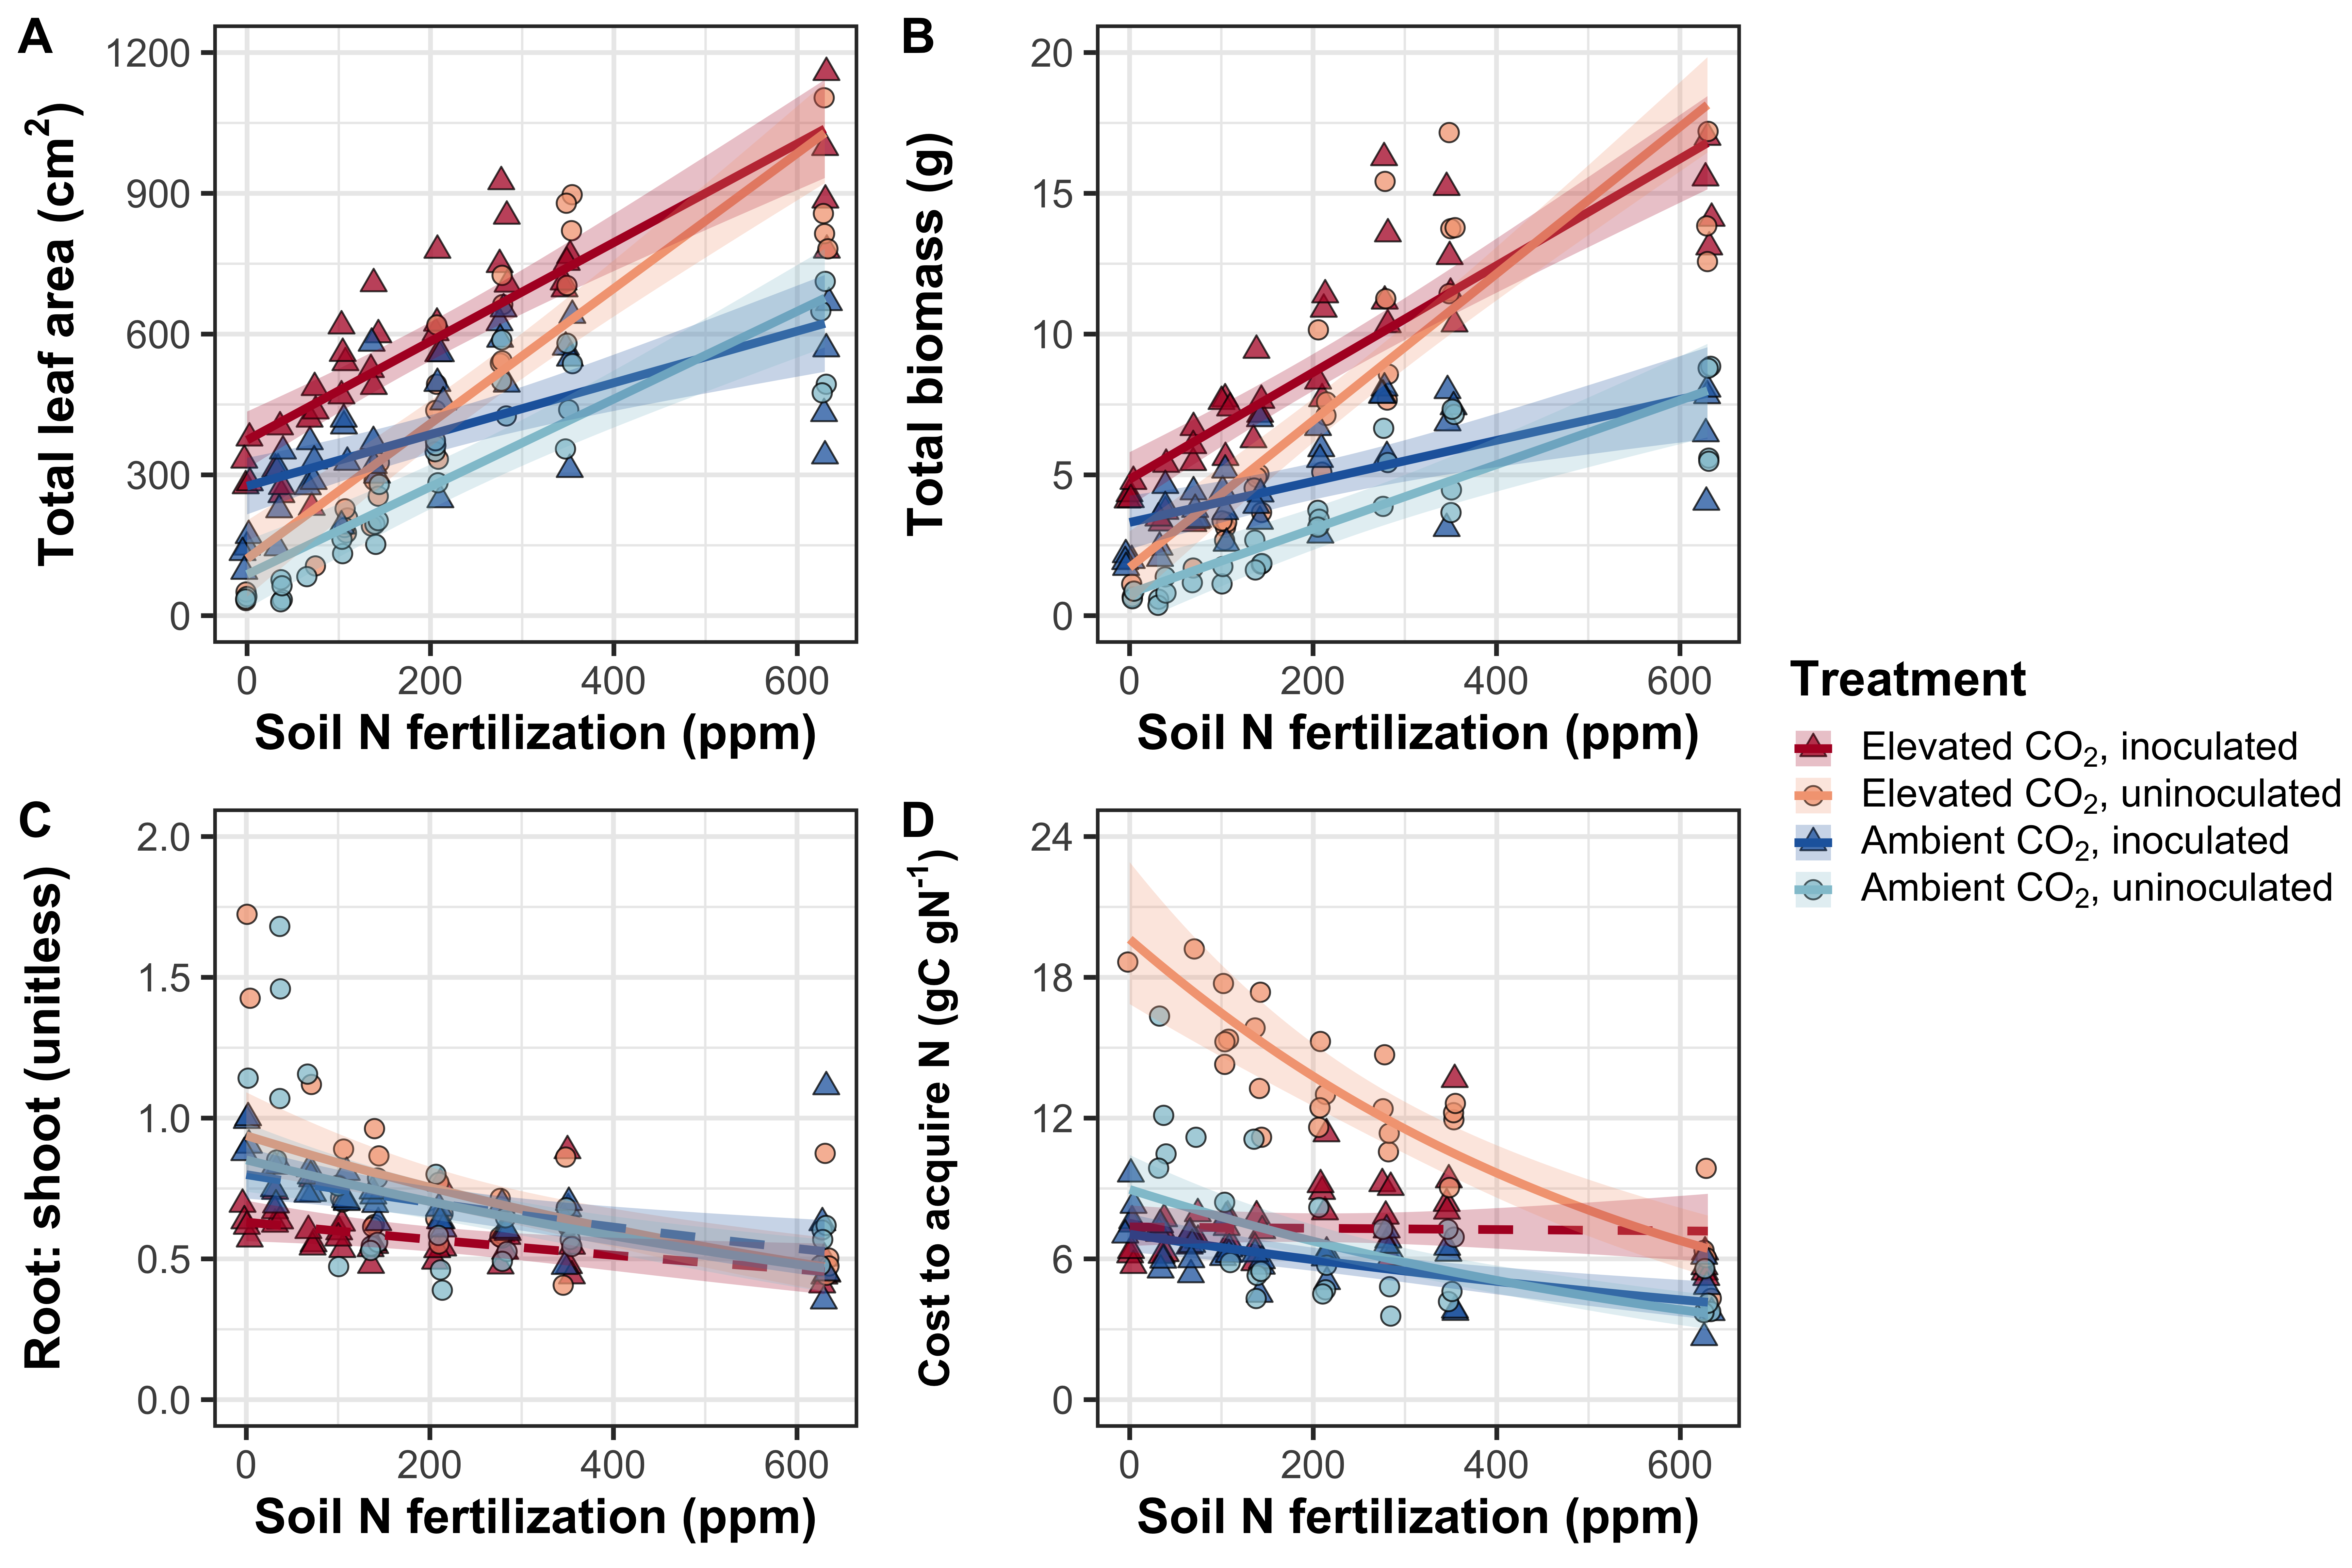 A
Total leaf area (cm²)
1200
900
600
300
0
0 200 400 600
Soil N fertilization (ppm)
B
Total biomass (g)
20
15
10
5
0
0 200 400 600
Soil N fertilization (ppm)
C
Root: shoot (unitless)
2.0
1.5
1.0
0.5
0.0
0 200 400 600
Soil N fertilization (ppm)
D
Cost to acquire N (gC gN⁻¹)
24
18
12
6
0
0 200 400 600
Soil N fertilization (ppm)
Treatment
Elevated CO₂, inoculated
Elevated CO₂, uninoculated
Ambient CO₂, inoculated
Ambient CO₂, uninoculated